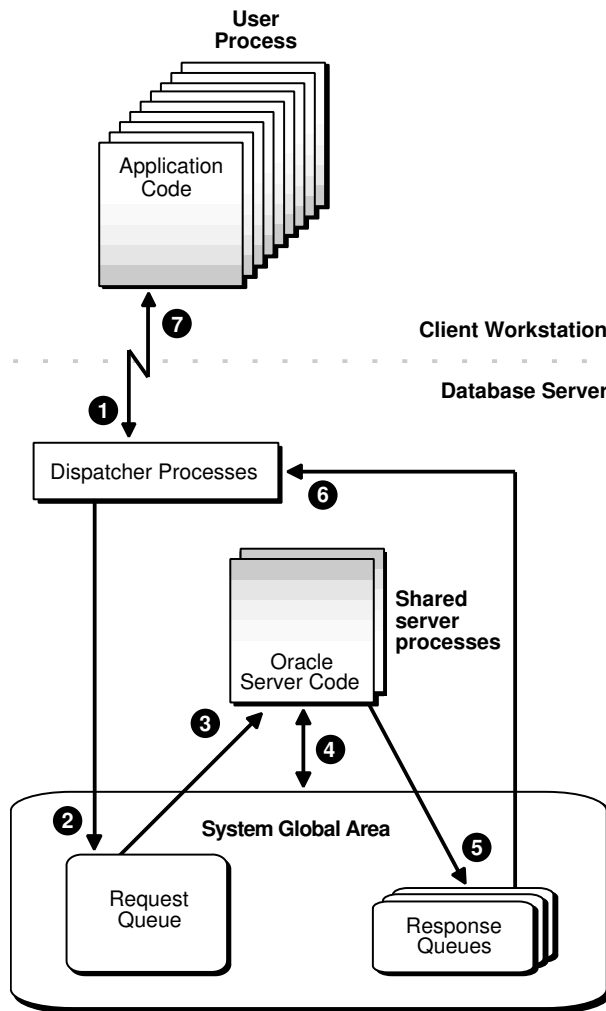 User
Process
Application
Code
7
Client Workstation
Database Server
1
Dispatcher Processes
6
Shared
server
processes
Oracle
Server Code
3
4
2
System Global Area
5
Request
Queue
Response
Queues